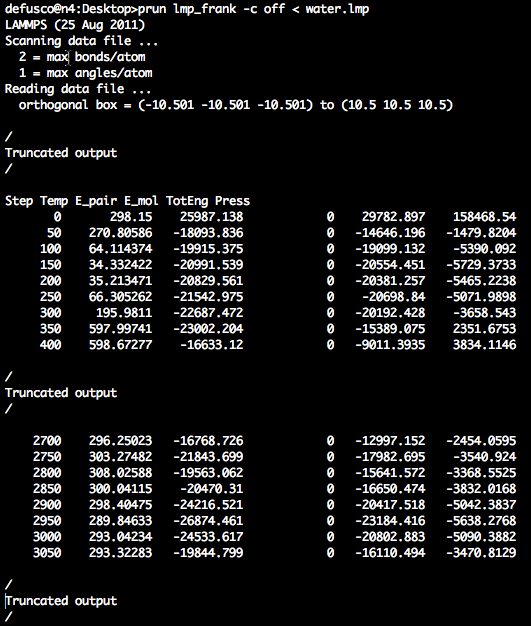 defusco@n4:Desktop>prun lmp_frank -c off < water.lmp
LAMMPS (25 Aug 2011)
Scanning data file ...
2 = max bonds/atom
1 = max angles/atom
Reading data file ...
orthogonal box = (-10.501 -10.501 -10.501) to (10.5 10.5 10.5)
/
Truncated output
/
Step Temp E_pair E_mol TotEng Press
0 298.15 25987.138 0 29782.897 158468.54
50 270.80586 -18093.836 0 -14646.196 -1479.8204
100 64.114374 -19915.375 0 -19099.132 -5390.092
150 34.332422 -20991.539 0 -20554.451 -5729.3733
200 35.213471 -20829.561 0 -20381.257 -5465.2238
250 66.305262 -21542.975 0 -20698.84 -5071.9898
300 195.9811 -22687.472 0 -20192.428 -3658.543
350 597.99741 -23002.204 0 -15389.075 2351.6753
400 598.67277 -16633.12 0 -9011.3935 3834.1146
/
Truncated output
/
2700 296.25023 -16768.726 0 -12997.152 -2454.0595
2750 303.27482 -21843.699 0 -17982.695 -3540.924
2800 308.02588 -19563.062 0 -15641.572 -3368.5525
2850 300.04115 -20470.31 0 -16650.474 -3832.0168
2900 298.40475 -24216.521 0 -20417.518 -5042.3837
2950 289.84633 -26874.461 0 -23184.416 -5638.2768
3000 293.04234 -24533.617 0 -20802.883 -5090.3882
3050 293.32283 -19844.799 0 -16110.494 -3470.8129
/
Truncated output
/